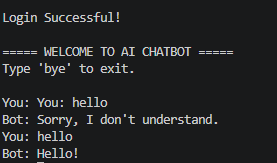 Login Successful!
===== WELCOME TO AI CHATBOT =====
Type 'bye' to exit.
You: You: hello
Bot: Sorry, I don't understand.
You: hello
Bot: Hello!